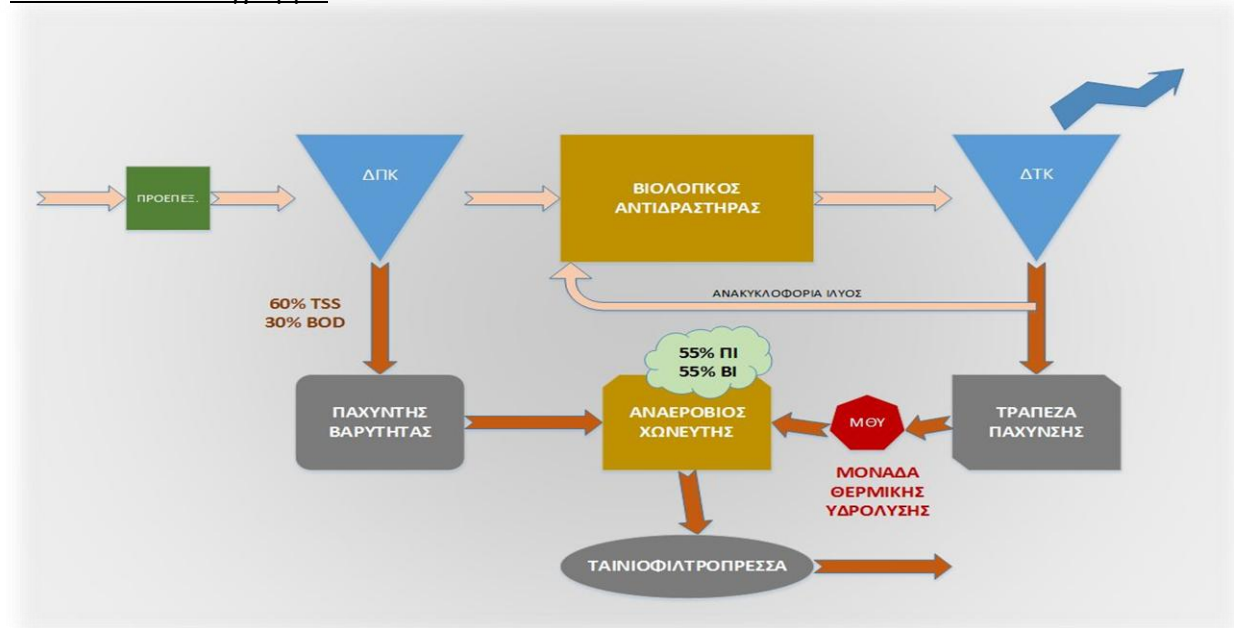 ΔΠΚ
ΔΤΚ
ΠΡΟΕΠΕΞ.
ΒΙΟΛΟΓΙΚΟΣ
ΑΝΤΙΔΡΑΣΤΗΡΑΣ
ΑΝΑΚΥΚΛΟΦΟΡΙΑ ΙΛΥΟΣ
60% TSS
30% BOD
55% ΠΙ
55% ΒΙ
ΠΑΧΥΝΤΗΣ
ΒΑΡΥΤΗΤΑΣ
ΑΝΑΕΡΟΒΙΟΣ
ΧΩΝΕΥΤΗΣ
ΜΘΥ
ΤΡΑΠΕΖΑ
ΠΑΧΥΝΣΗΣ
ΜΟΝΑΔΑ
ΘΕΡΜΙΚΗΣ
ΥΔΡΟΛΥΣΗΣ
ΤΑΙΝΙΟΦΙΛΤΡΟΠΡΕΣΣΑ